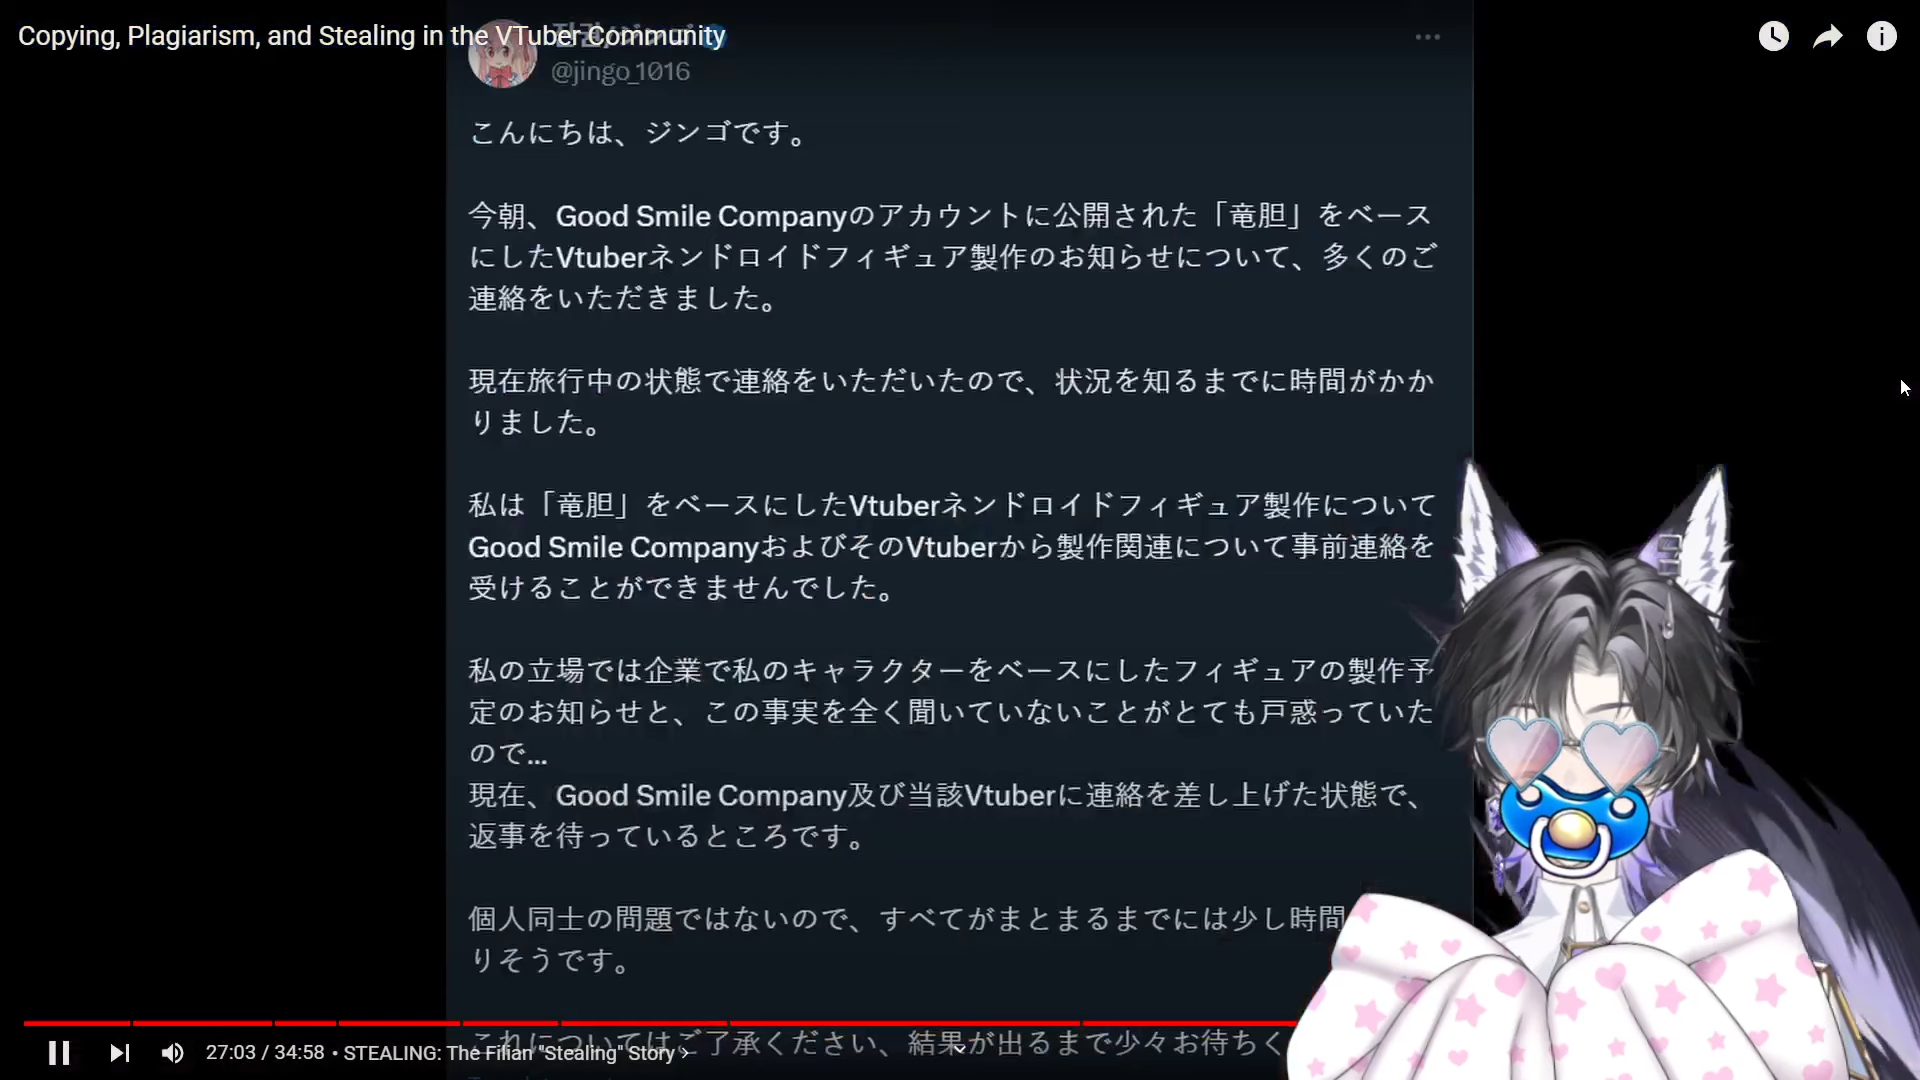 Copying, Plagiarism, and Stealing in the VTuber Community
@jingo_1016
こんにちは、ジンゴです。
今朝、Good Smile Companyのアカウントに公開された「竜胆」をベース
にしたVtuberネンドロイドフィギュア製作のお知らせについて、多くのご
連絡をいただきました。
現在旅行中の状態で連絡をいただいたので、状況を知るまでに時間がかか
りました。
私は「竜胆」をベースにしたVtuberネンドロイドフィギュア製作について
Good Smile CompanyおよびそのVtuberから製作関連について事前連絡を
受けることができませんでした。
私の立場では企業で私のキャラクターをベースにしたフィギュアの製作予
定のお知らせと、この事実を全く聞いていないことがとても戸惑っていた
ので...
現在、Good Smile Company及び当該Vtuberに連絡を差し上げた状態で、
返事を待っているところです。
個人同士の問題ではないので、すべてがまとまるまでには少し時間
りそうです。
これについてはご了承ください、結果が出るまで少々お待ちく
27:03 / 34:58 • STEALING: The Filian "Stealing" Story